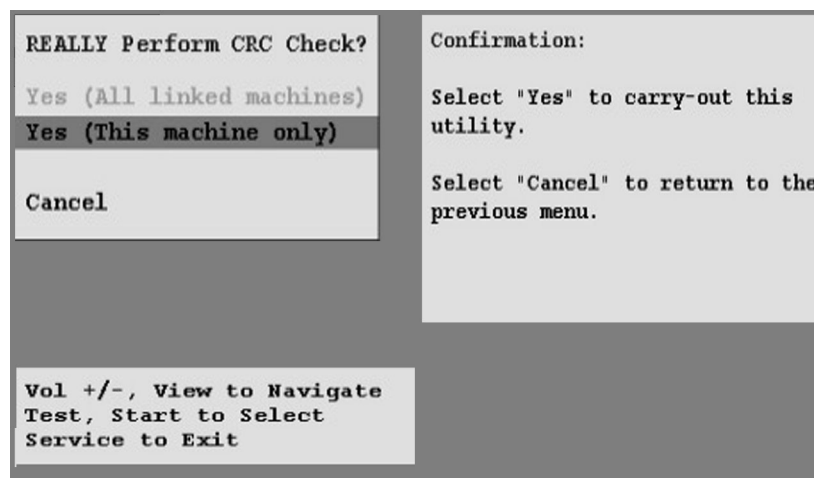 REALLY Perform CRC Check?
Yes (All linked machines)
Yes (This machine only)
Cancel
Confirmation:
Select "Yes" to carry-out this
utility.
Select "Cancel" to return to the
previous menu.
Vol +/-, View to Navigate
Test, Start to Select
Service to Exit